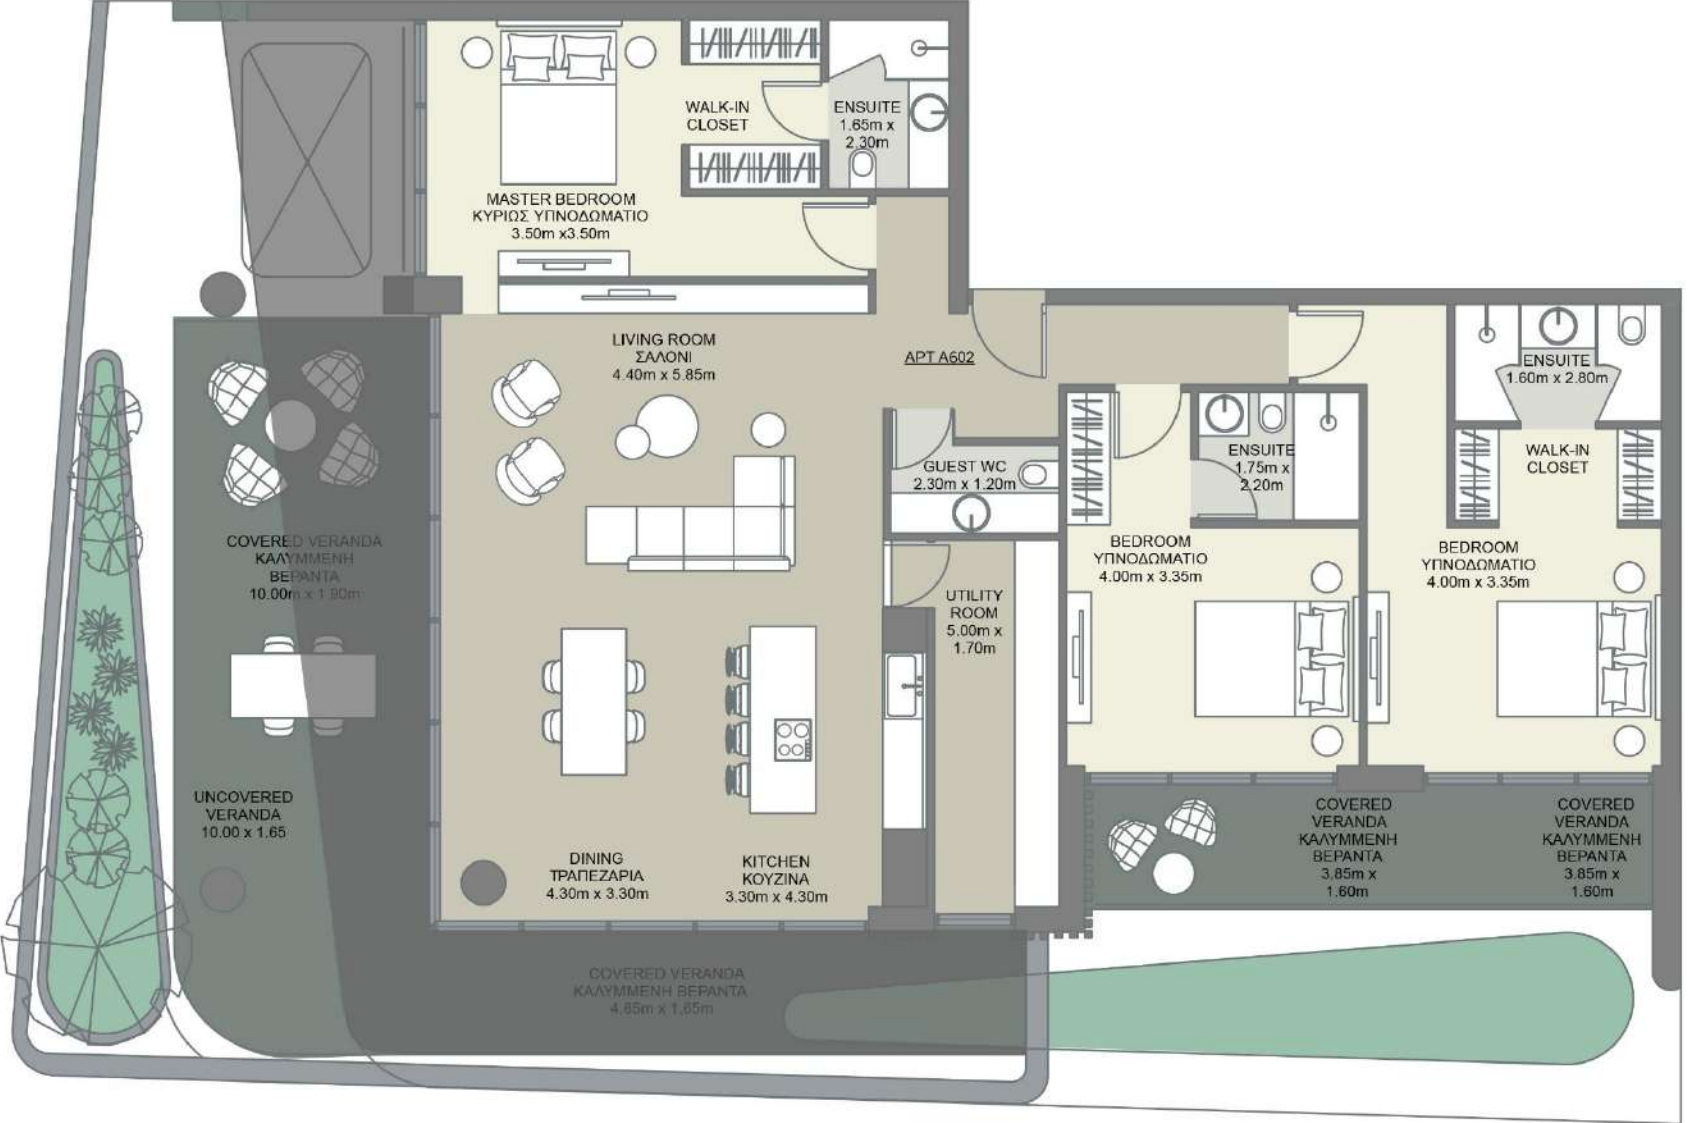 WALK-IN
CLOSET
ENSUITE
1.65m x
2.30m
MASTER BEDROOM
ΚΥΡΙΩΣ ΥΠΝΟΔΩΜΑΤΙΟ
3.50m x3.50m
LIVING ROOM
ΣΑΛΟΝΙ
4.40m x 5.85m
APT A602
ENSUITE
1.60m x 2.80m
GUEST WC
2.30m x 1.20m
ENSUITE
1.75m x
2.20m
WALK-IN
CLOSET
COVERED VERANDA
ΚΑΛΥΜΜΕΝΗ
ΒΕΡΑΝΤΑ
10.00m x 1.90m
BEDROOM
ΥΠΝΟΔΩΜΑΤΙΟ
4.00m x 3.35m
BEDROOM
ΥΠΝΟΔΩΜΑΤΙΟ
4.00m x 3.35m
UTILITY
ROOM
5.00m x
1.70m
UNCOVERED
VERANDA
10.00 x 1.65
DINING
ΤΡΑΠΕΖΑΡΙΑ
4.30m x 3.30m
KITCHEN
ΚΟΥΖΙΝΑ
3.30m x 4.30m
COVERED
VERANDA
ΚΑΛΥΜΜΕΝΗ
ΒΕΡΑΝΤΑ
3.85m x
1.60m
COVERED
VERANDA
ΚΑΛΥΜΜΕΝΗ
ΒΕΡΑΝΤΑ
3.85m x
1.60m
COVERED VERANDA
ΚΑΛΥΜΜΕΝΗ ΒΕΡΑΝΤΑ
4.65m x 1.65m